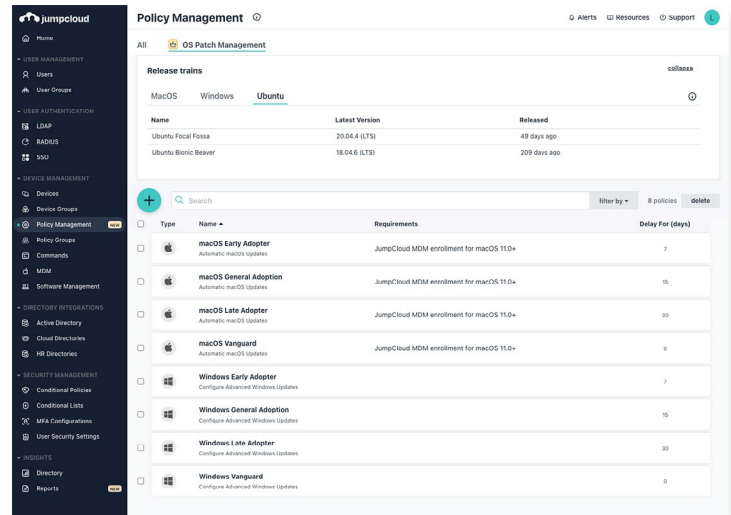 jumpcloud
Home
USER MANAGEMENT
Users
User Groups
USER AUTHENTICATION
LDAP
RADIUS
SSO
DEVICE MANAGEMENT
Devices
Device Groups
Policy Management NEW
Policy Groups
Commands
MDM
Software Management
DIRECTORY INTEGRATIONS
Active Directory
Cloud Directories
HR Directories
SECURITY MANAGEMENT
Conditional Policies
Conditional Lists
MFA Configurations
User Security Settings
INSIGHTS
Directory
Reports NEW
Policy Management
Alerts Resources Support L
All OS Patch Management
Release trains collapse
MacOS Windows Ubuntu
Name Latest Version Released
Ubuntu Focal Fossa 20.04.4 (LTS) 49 days ago
Ubuntu Bionic Beaver 18.04.6 (LTS) 209 days ago
Search filter by 8 policies delete
Type Name Requirements Delay For (days)
macOS Early Adopter
Automatic macOS Updates
JumpCloud MDM enrollment for macOS 11.0+ 7
macOS General Adoption
Automatic macOS Updates
JumpCloud MDM enrollment for macOS 11.0+ 15
macOS Late Adopter
Automatic macOS Updates
JumpCloud MDM enrollment for macOS 11.0+ 30
macOS Vanguard
Automatic macOS Updates
JumpCloud MDM enrollment for macOS 11.0+ 0
Windows Early Adopter
Configure Advanced Windows Updates
7
Windows General Adoption
Configure Advanced Windows Updates
15
Windows Late Adopter
Configure Advanced Windows Updates
30
Windows Vanguard
Configure Advanced Windows Updates
0